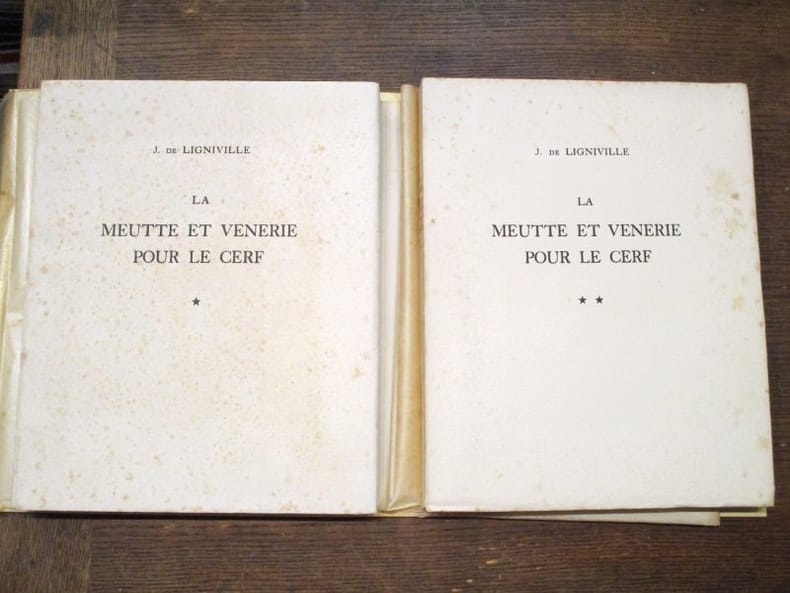 J. DE LIGNIVILLE
LA
MEUTTE ET VENERIE
POUR LE CERF
★
J. DE LIGNIVILLE
LA
MEUTTE ET VENERIE
POUR LE CERF
★ ★